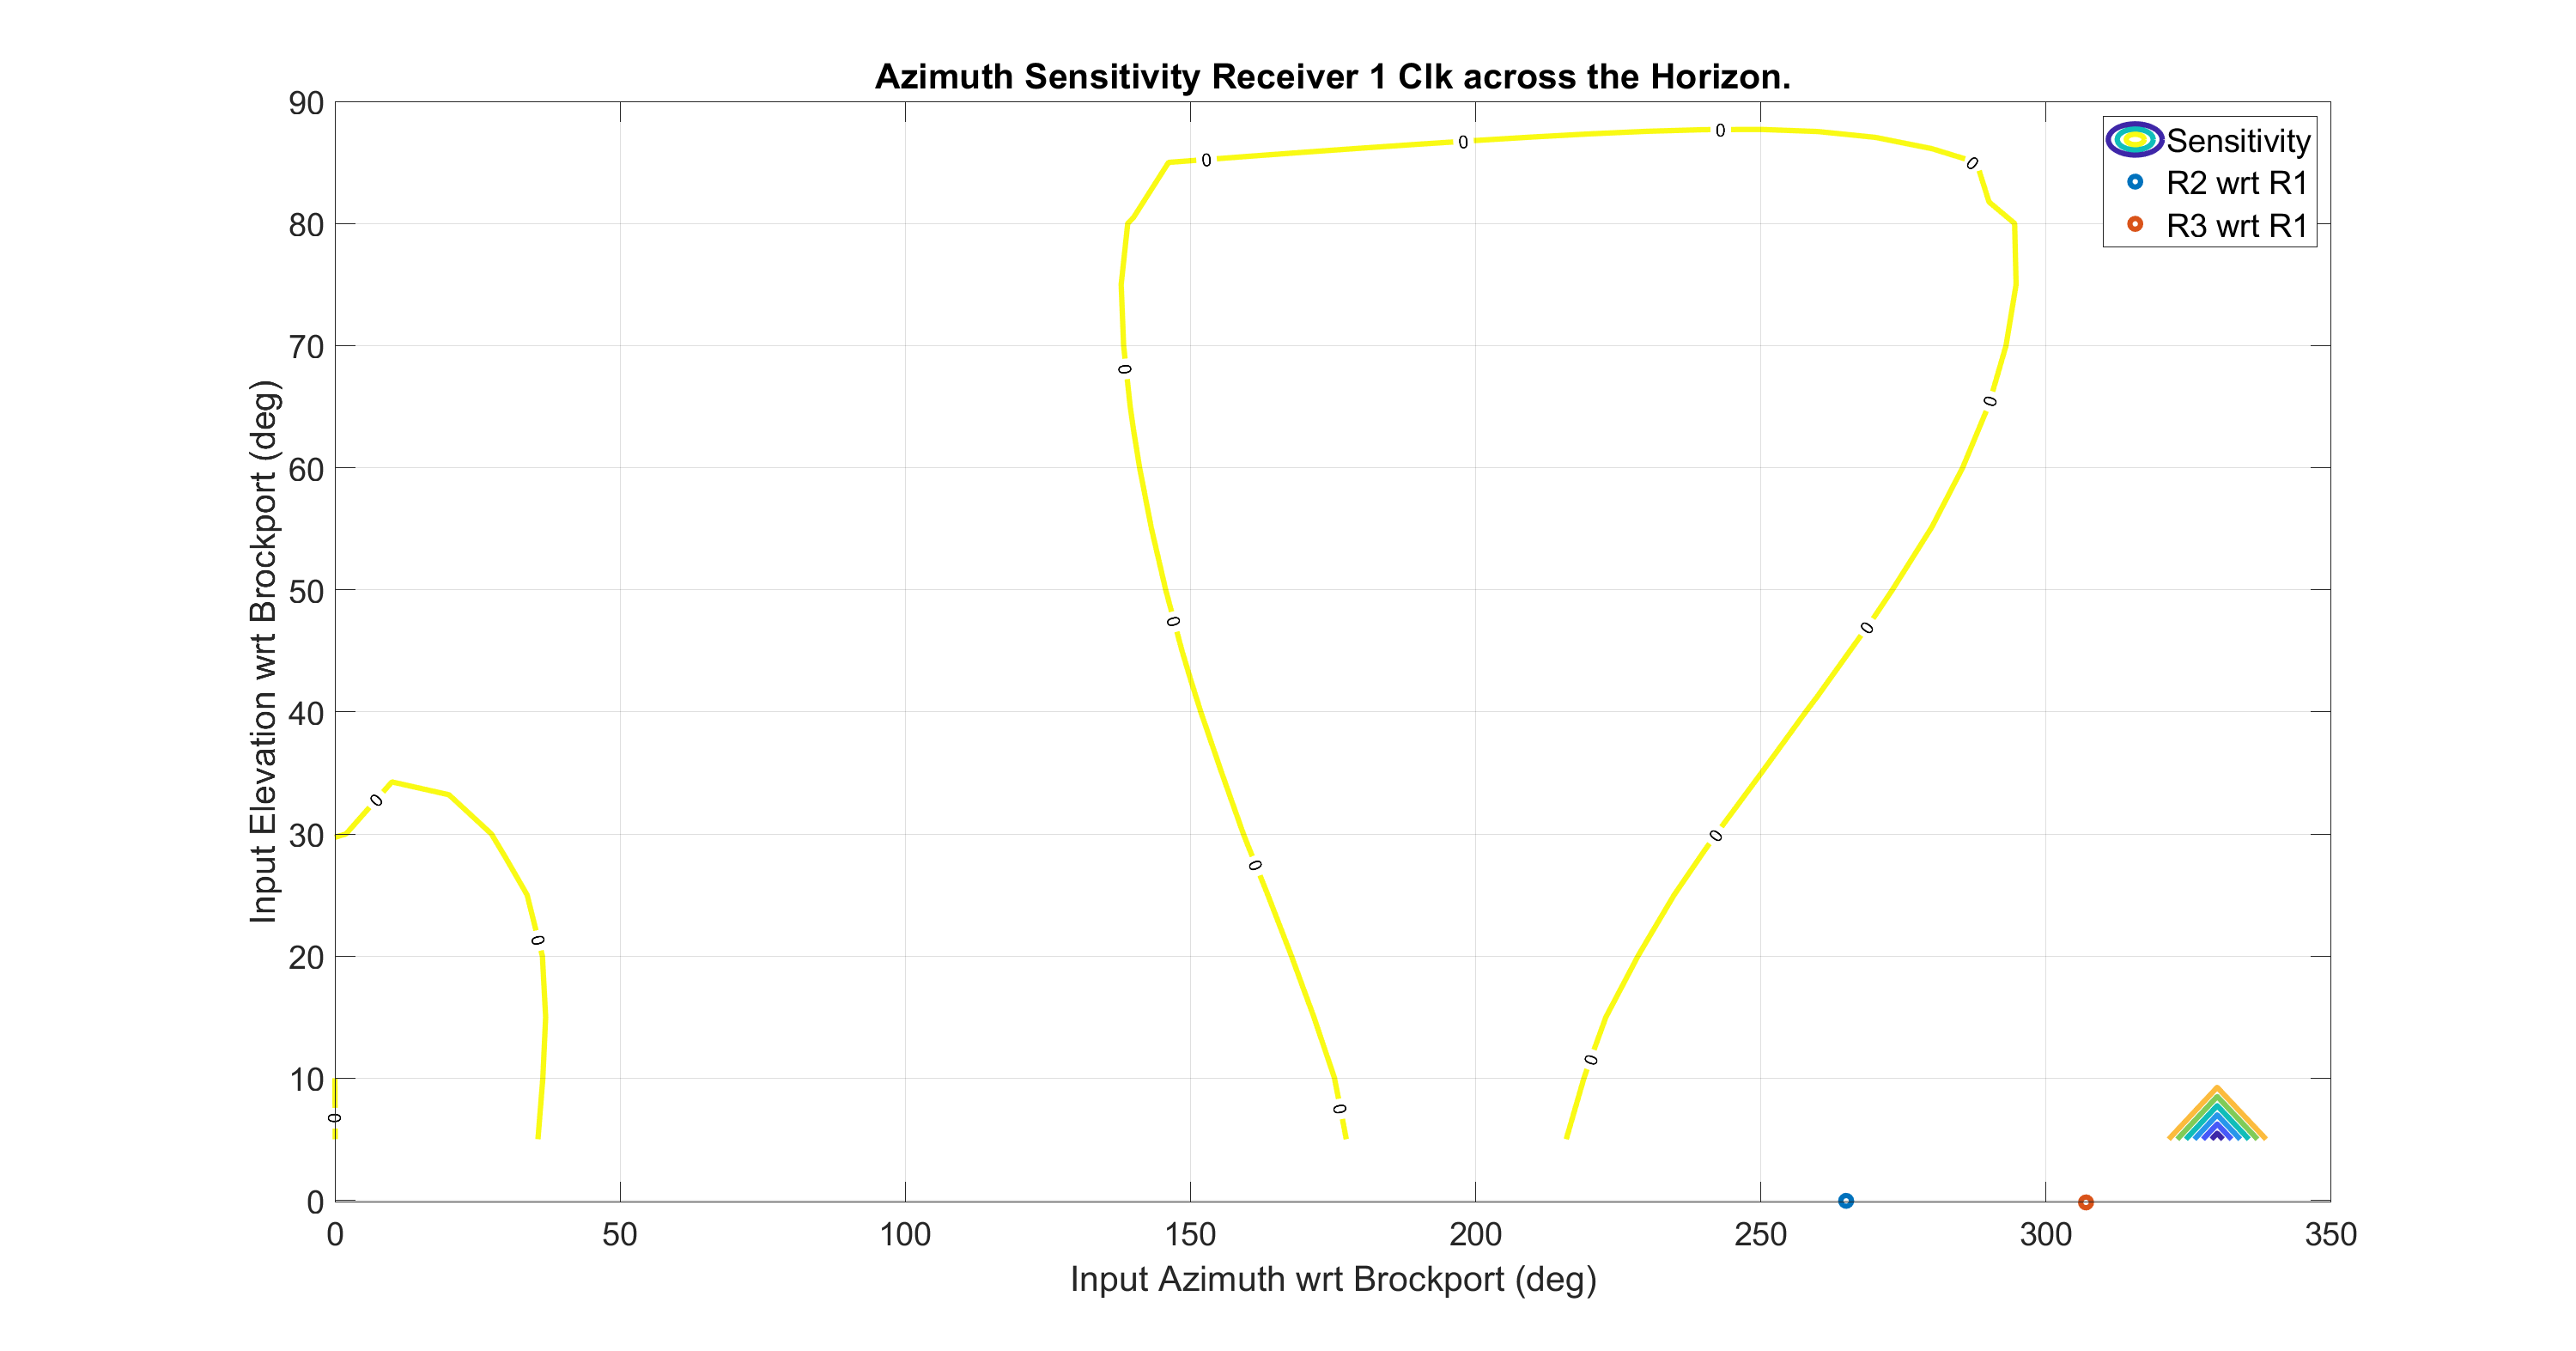 Azimuth Sensitivity Receiver 1 Clk across the Horizon.
Sensitivity
R2 wrt R1
R3 wrt R1
Input Elevation wrt Brockport (deg)
90
80
70
60
50
40
30
20
10
0
0 0 0 0 0
0
0
0
0
0
0
0
0
0
0
0 50 100 150 200 250 300 350
Input Azimuth wrt Brockport (deg)